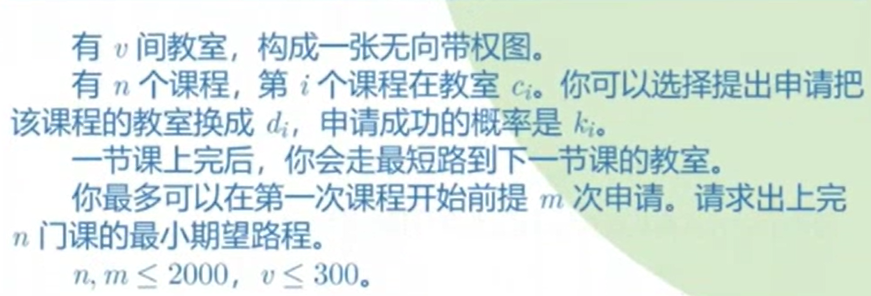 有 v 间教室，构成一张无向带权图。
有 n 个课程，第 i 个课程在教室 cᵢ。你可以选择提出申请把
该课程的教室换成 dᵢ，申请成功的概率是 kᵢ。
一节课上完后，你会走最短路到下一节课的教室。
你最多可以在第一次课程开始前提 m 次申请。请求出上完
n 门课的最小期望路程。
n, m ≤ 2000，v ≤ 300。